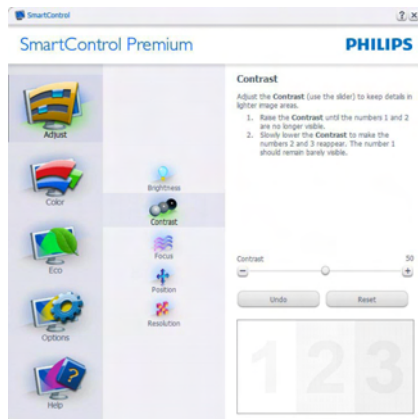 SmartControl
SmartControl Premium
PHILIPS
Adjust
Color
Eco
Options
Help
Brightness
Contrast
Focus
Position
Resolution
Contrast
Adjust the Contrast (use the slider) to keep details in
lighter image areas.
1. Raise the Contrast until the numbers 1 and 2
are no longer visible.
2. Slowly lower the Contrast to make the
numbers 2 and 3 reappear. The number 1
should remain barely visible.
Contrast 50
Undo Reset
1 2 3